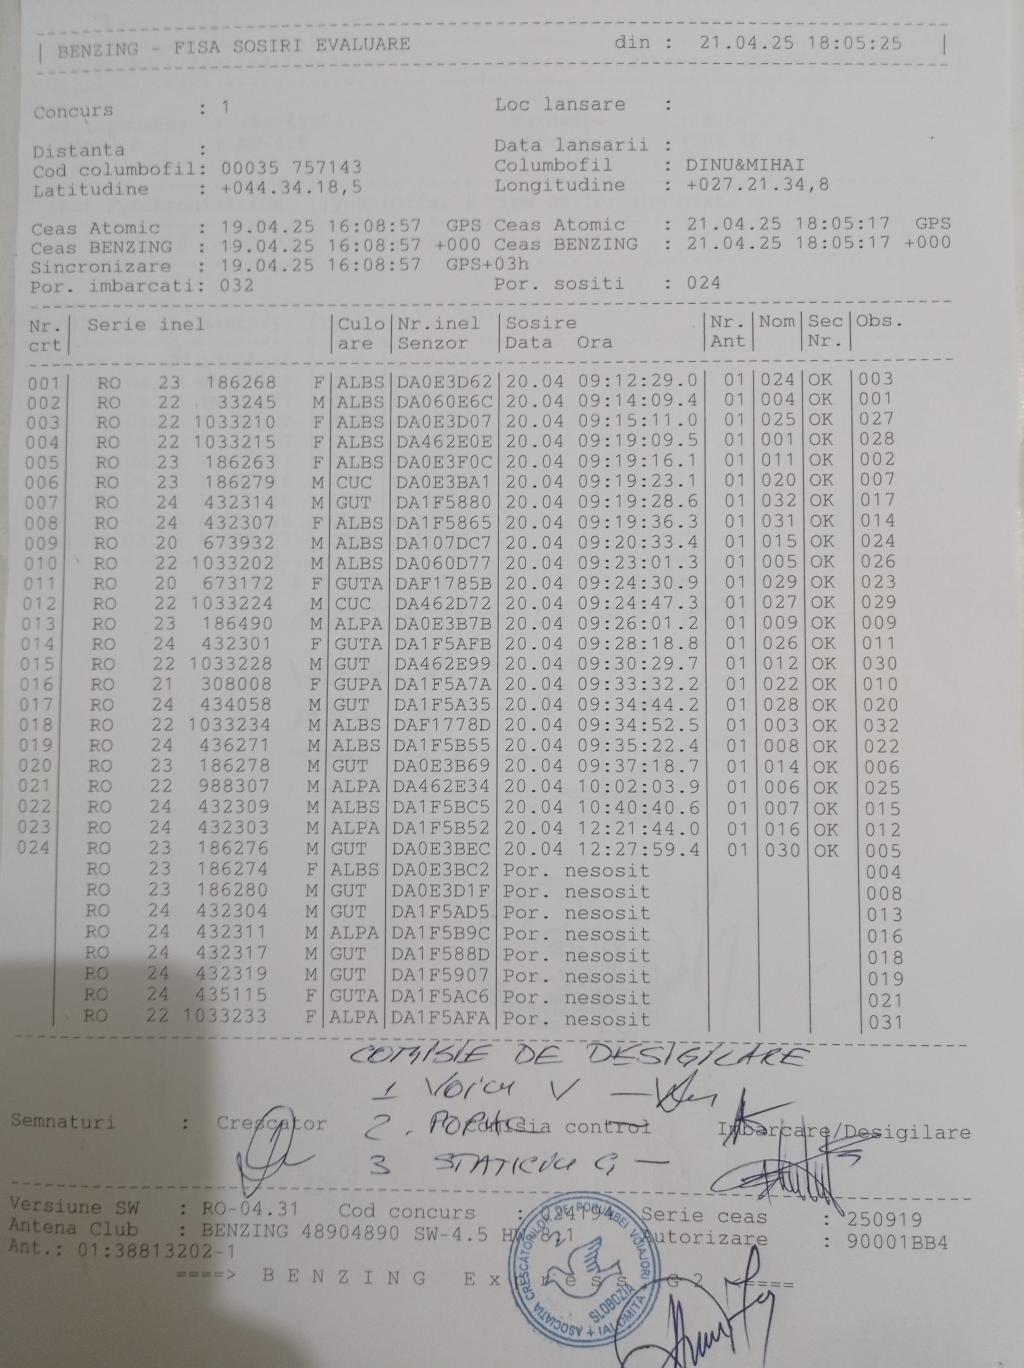 | BENZING - FISA SOSIRI EVALUARE din : 21.04.25 18:05:25 |
Concurs : 1 Loc lansare :
Distanta : Data lansarii :
Cod columbofil: 00035 757143 Columbofil : DINU&MIHAI
Latitudine : +044.34.18,5 Longitudine : +027.21.34,8
Ceas Atomic : 19.04.25 16:08:57 GPS Ceas Atomic : 21.04.25 18:05:17 GPS
Ceas BENZING : 19.04.25 16:08:57 +000 Ceas BENZING : 21.04.25 18:05:17 +000
Sincronizare : 19.04.25 16:08:57 GPS+03h
Por. imbarcati: 032 Por. sositi : 024
Nr. | Serie inel |Culo|Nr.inel |Sosire |Nr.|Nom|Sec|Obs.
crt| |are |Senzor |Data Ora |Ant| |Nr.|
001| RO 23 186268 F|ALBS|DA0E3D62|20.04 09:12:29.0| 01|024|OK |003
002| RO 22 33245 M|ALBS|DA060E6C|20.04 09:14:09.4| 01|004|OK |001
003| RO 22 1033210 F|ALBS|DA0E3D07|20.04 09:15:11.0| 01|025|OK |027
004| RO 22 1033215 F|ALBS|DA462E0E|20.04 09:19:09.5| 01|001|OK |028
005| RO 23 186263 F|ALBS|DA0E3F0C|20.04 09:19:16.1| 01|011|OK |002
006| RO 23 186279 M|CUC |DA0E3BA1|20.04 09:19:23.1| 01|020|OK |007
007| RO 24 432314 M|GUT |DA1F5880|20.04 09:19:28.6| 01|032|OK |017
008| RO 24 432307 F|ALBS|DA1F5865|20.04 09:19:36.3| 01|031|OK |014
009| RO 20 673932 M|ALBS|DA107DC7|20.04 09:20:33.4| 01|015|OK |024
010| RO 22 1033202 M|ALBS|DA060D77|20.04 09:23:01.3| 01|005|OK |026
011| RO 20 673172 F|GUTA|DAF1785B|20.04 09:24:30.9| 01|029|OK |023
012| RO 22 1033224 M|CUC |DA462D72|20.04 09:24:47.3| 01|027|OK |029
013| RO 23 186490 M|ALPA|DA0E3B7B|20.04 09:26:01.2| 01|009|OK |009
014| RO 24 432301 F|GUTA|DA1F5AFB|20.04 09:28:18.8| 01|026|OK |011
015| RO 22 1033228 M|GUT |DA462E99|20.04 09:30:29.7| 01|012|OK |030
016| RO 21 308008 F|GUPA|DA1F5A7A|20.04 09:33:32.2| 01|022|OK |010
017| RO 24 434058 M|GUT |DA1F5A35|20.04 09:34:44.2| 01|028|OK |020
018| RO 22 1033234 M|ALBS|DAF1778D|20.04 09:34:52.5| 01|003|OK |032
019| RO 24 436271 M|ALBS|DA1F5B55|20.04 09:35:22.4| 01|008|OK |022
020| RO 23 186278 M|GUT |DA0E3B69|20.04 09:37:18.7| 01|014|OK |006
021| RO 22 988307 M|ALPA|DA462E34|20.04 10:02:03.9| 01|006|OK |025
022| RO 24 432309 M|ALBS|DA1F5BC5|20.04 10:40:40.6| 01|007|OK |015
023| RO 24 432303 M|ALPA|DA1F5B52|20.04 12:21:44.0| 01|016|OK |012
024| RO 23 186276 M|GUT |DA0E3BEC|20.04 12:27:59.4| 01|030|OK |005
| RO 23 186274 F|ALBS|DA0E3BC2|Por. nesosit | | | |004
| RO 23 186280 M|GUT |DA0E3D1F|Por. nesosit | | | |008
| RO 24 432304 M|GUT |DA1F5AD5|Por. nesosit | | | |013
| RO 24 432311 M|ALPA|DA1F5B9C|Por. nesosit | | | |016
| RO 24 432317 M|GUT |DA1F588D|Por. nesosit | | | |018
| RO 24 432319 M|GUT |DA1F5907|Por. nesosit | | | |019
| RO 24 435115 F|GUTA|DA1F5AC6|Por. nesosit | | | |021
| RO 22 1033233 F|ALPA|DA1F5AFA|Por. nesosit | | | |031
COMISIE DE DESIGILARE
1 VOICU V
Semnaturi : Crescator 2. Comisia control Imbarcare/Desigilare
3 G
Versiune SW : RO-04.31 Cod concurs : Serie ceas : 250919
Antena Club : BENZING 48904890 SW-4.5 Autorizare : 90001BB4
Ant.: 01:38813202-1
====> B E N Z I N G E x p r e s s G 2 ====
ASOCIATIA CRESCATORILOR DE PORUMBEI VOIAJORI SLOBOZIA IALOMITA